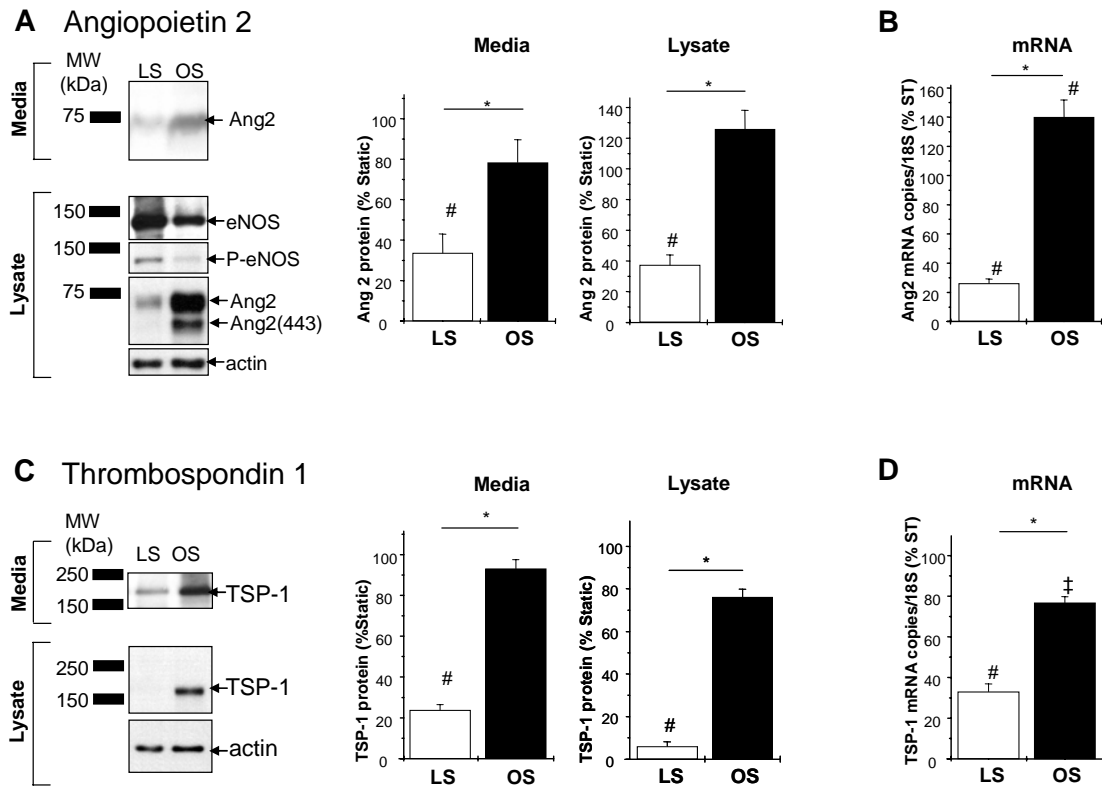 A Angiopoietin 2
MW
(kDa)
LS OS
Media
75
Ang2
Lysate
150
eNOS
150
P-eNOS
75
Ang2
Ang2(443)
actin
Media
Ang 2 protein (% Static)
100
80
60
40
20
0
*
#
LS OS
Lysate
Ang 2 protein (% Static)
140
120
100
80
60
40
20
0
*
#
LS OS
B
mRNA
Ang2 mRNA copies/18S (% ST)
160
140
120
100
80
60
40
20
0
*
#
#
LS OS
C Thrombospondin 1
MW
(kDa)
LS OS
Media
250
150
TSP-1
Lysate
250
150
TSP-1
actin
Media
TSP-1 protein (%Static)
100
80
60
40
20
0
*
#
LS OS
Lysate
TSP-1 protein (% Static)
100
80
60
40
20
0
*
#
LS OS
D
mRNA
TSP-1 mRNA copies/18S (% ST)
100
80
60
40
20
0
*
#
‡
LS OS